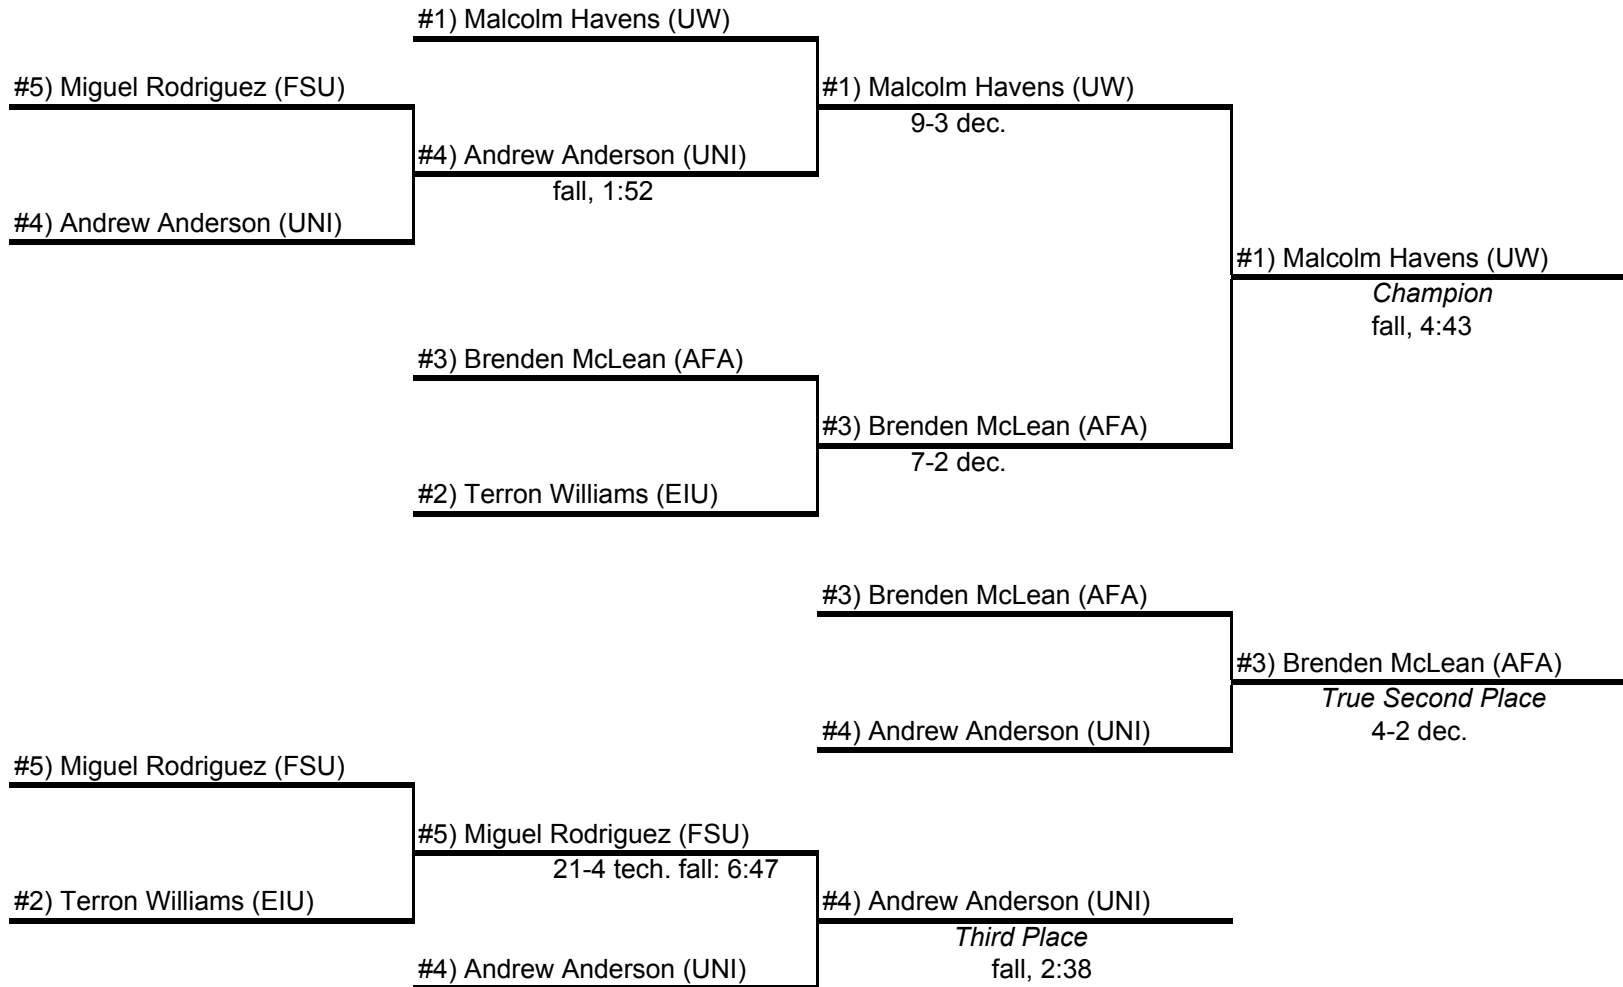 #1) Malcolm Havens (UW)
#5) Miguel Rodriguez (FSU)
#1) Malcolm Havens (UW)
9-3 dec.
#4) Andrew Anderson (UNI)
fall, 1:52
#4) Andrew Anderson (UNI)
#1) Malcolm Havens (UW)
Champion
fall, 4:43
#3) Brenden McLean (AFA)
#3) Brenden McLean (AFA)
7-2 dec.
#2) Terron Williams (EIU)
#3) Brenden McLean (AFA)
#3) Brenden McLean (AFA)
True Second Place
#4) Andrew Anderson (UNI)
4-2 dec.
#5) Miguel Rodriguez (FSU)
#5) Miguel Rodriguez (FSU)
21-4 tech. fall: 6:47
#2) Terron Williams (EIU)
#4) Andrew Anderson (UNI)
Third Place
#4) Andrew Anderson (UNI)
fall, 2:38